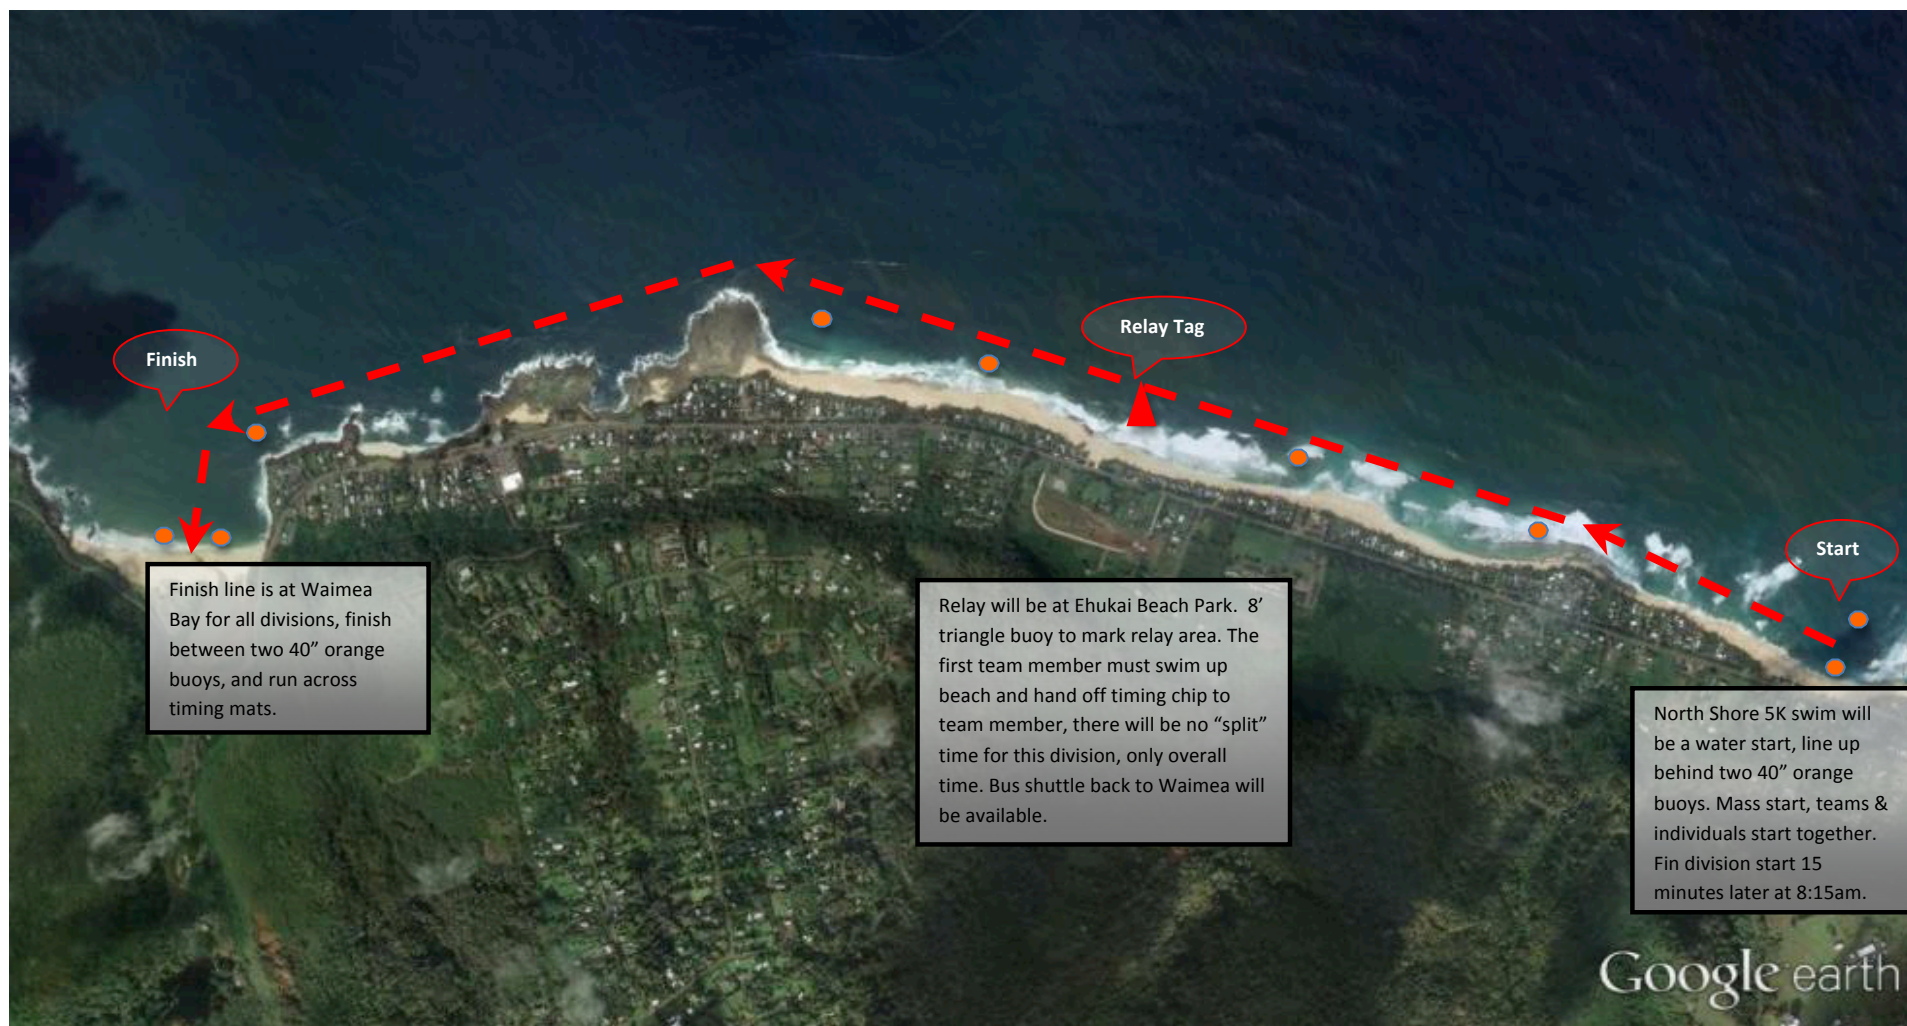 Finish
Relay Tag
Start
Finish line is at Waimea
Bay for all divisions, finish
between two 40” orange
buoys, and run across
timing mats.
Relay will be at Ehukai Beach Park.  8’
triangle buoy to mark relay area. The
first team member must swim up
beach and hand off timing chip to
team member, there will be no “split”
time for this division, only overall
time. Bus shuttle back to Waimea will
be available.
North Shore 5K swim will
be a water start, line up
behind two 40” orange
buoys. Mass start, teams &
individuals start together.
Fin division start 15
minutes later at 8:15am.
Google earth